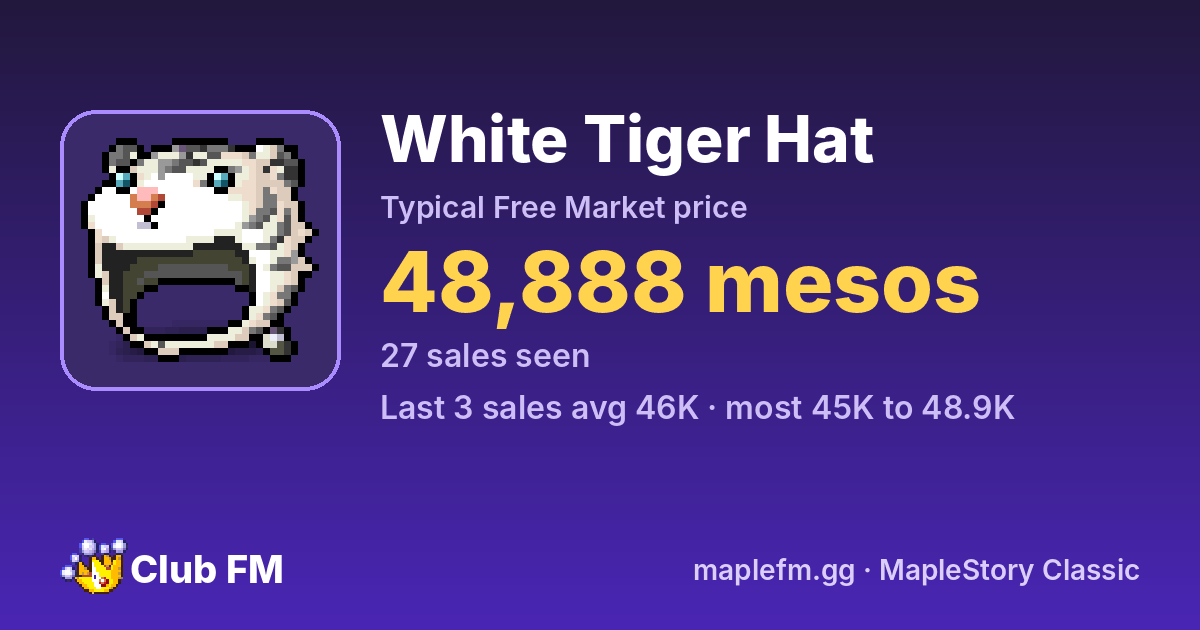 White Tiger Hat
Typical Free Market price
48,888 mesos
27 sales seen
Last 3 sales avg 46K · most 45K to 48.9K
Club FM
maplefm.gg · MapleStory Classic